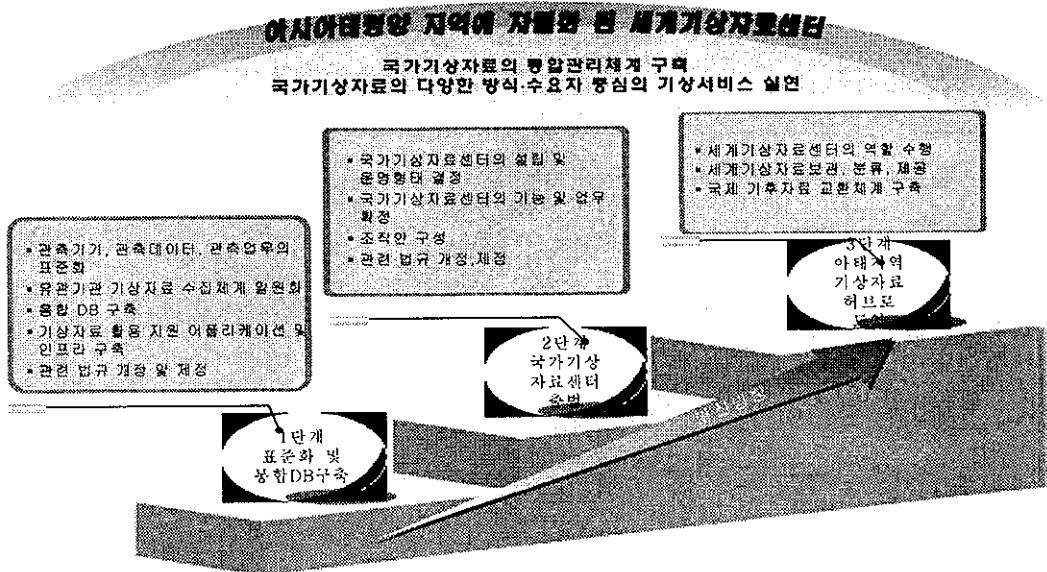 아시아태평양 지역에 자리한 된 세계기상자료센터
국가기상자료의 통합관리체계 구축
국가기상자료의 다양한 방식·수요자 중심의 기상서비스 실현
▪ 관측기기, 관측데이터, 관측업무의
표준화
▪ 유관기관 기상자료 수집체계 일원화
▪ 통합 DB 구축
▪ 기상자료 활용 지원 어플리케이션 및
인프라 구축
▪ 관련 법규 개정 및 제정
▪ 국가기상자료센터의 설립 및
운영형태 결정
▪ 국가기상자료센터의 기능 및 업무
확정
▪ 조직안 구성
▪ 관련 법규 개정,제정
▪ 세계기상자료센터의 역할 수행
▪ 세계기상자료보관, 분류, 제공
▪ 국제 기후자료 교환체계 구축
1단계
표준화 및
통합DB구축
2단계
국가기상
자료센터
출범
3단계
아태지역
기상자료
허브로